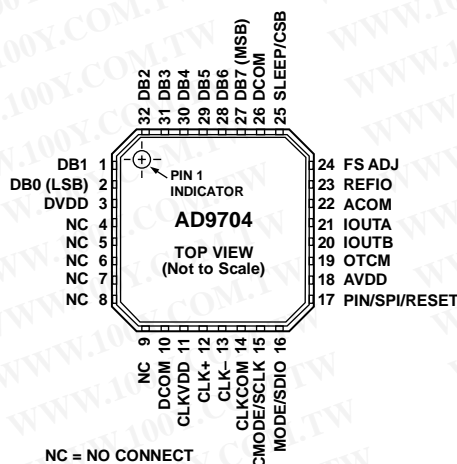 32 DB2
31 DB3
30 DB4
29 DB5
28 DB6
27 DB7 (MSB)
26 DCOM
25 SLEEP/CSB
DB1 1
DB0 (LSB) 2
DVDD 3
NC 4
NC 5
NC 6
NC 7
NC 8
PIN 1
INDICATOR
AD9704
TOP VIEW
(Not to Scale)
24 FS ADJ
23 REFIO
22 ACOM
21 IOUTA
20 IOUTB
19 OTCM
18 AVDD
17 PIN/SPI/RESET
NC 9
DCOM 10
CLKVDD 11
CLK+ 12
CLK– 13
CLKCOM 14
CMODE/SCLK 15
MODE/SDIO 16
NC = NO CONNECT
WWW.100Y.COM.TW